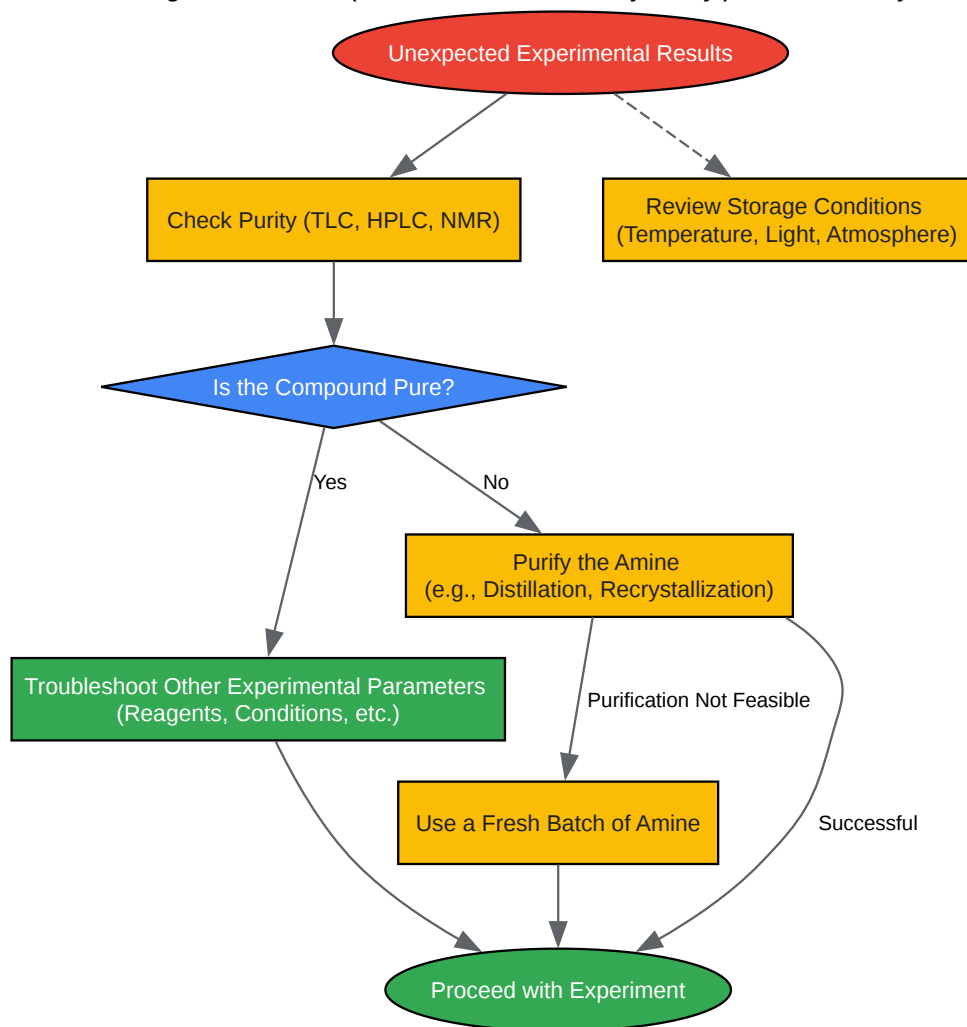 Unexpected Experimental Results
Check Purity (TLC, HPLC, NMR)
Review Storage Conditions
(Temperature, Light, Atmosphere)
Is the Compound Pure?
Yes
No
Purify the Amine
(e.g., Distillation, Recrystallization)
Troubleshoot Other Experimental Parameters
(Reagents, Conditions, etc.)
Purification Not Feasible
Use a Fresh Batch of Amine
Successful
Proceed with Experiment